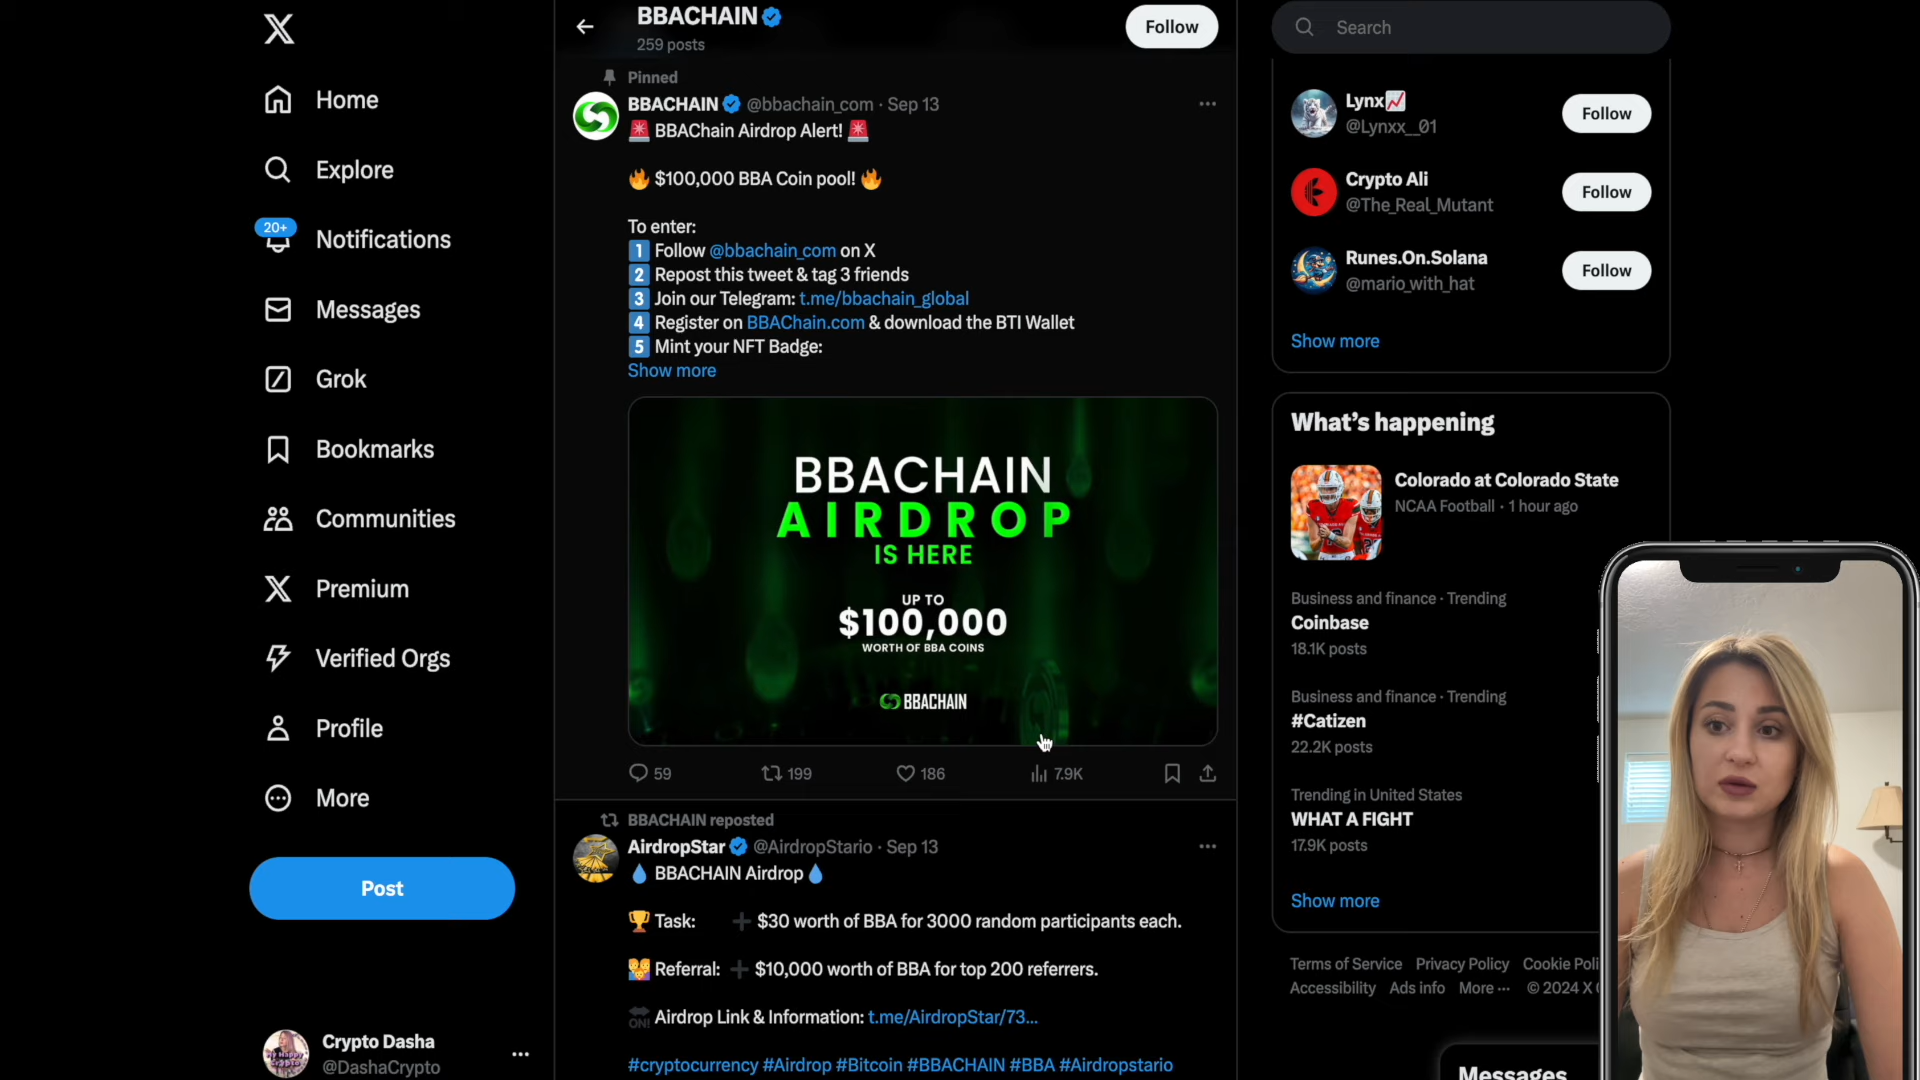 Home
Explore
20+
Notifications
Messages
Grok
Bookmarks
Communities
Premium
Verified Orgs
Profile
More
Post
Crypto Dasha
@DashaCrypto
BBACHAIN
259 posts
Follow
Pinned
BBACHAIN @bbachain_com · Sep 13
🚨 BBAChain Airdrop Alert! 🚨
🔥 $100,000 BBA Coin pool! 🔥
To enter:
1 Follow @bbachain_com on X
2 Repost this tweet & tag 3 friends
3 Join our Telegram: t.me/bbachain_global
4 Register on BBAChain.com & download the BTI Wallet
5 Mint your NFT Badge:
Show more
BBACHAIN
AIRDROP
IS HERE
UP TO
$100,000
WORTH OF BBA COINS
BBACHAIN
59 199 186 7.9K
BBACHAIN reposted
AirdropStar @AirdropStario · Sep 13
💧 BBACHAIN Airdrop 💧
🏆 Task: ➕ $30 worth of BBA for 3000 random participants each.
Referral: ➕ $10,000 worth of BBA for top 200 referrers.
🔛 Airdrop Link & Information: t.me/AirdropStar/73...
#cryptocurrency #Airdrop #Bitcoin #BBACHAIN #BBA #Airdropstario
Search
Lynx📈
@Lynxx__01
Follow
Crypto Ali
@The_Real_Mutant
Follow
Runes.On.Solana
@mario_with_hat
Follow
Show more
What's happening
Colorado at Colorado State
NCAA Football · 1 hour ago
Business and finance · Trending
Coinbase
18.1K posts
Business and finance · Trending
#Catizen
22.2K posts
Trending in United States
WHAT A FIGHT
17.9K posts
Show more
Terms of Service Privacy Policy Cookie Poli
Accessibility Ads info More ··· © 2024 X
Messages